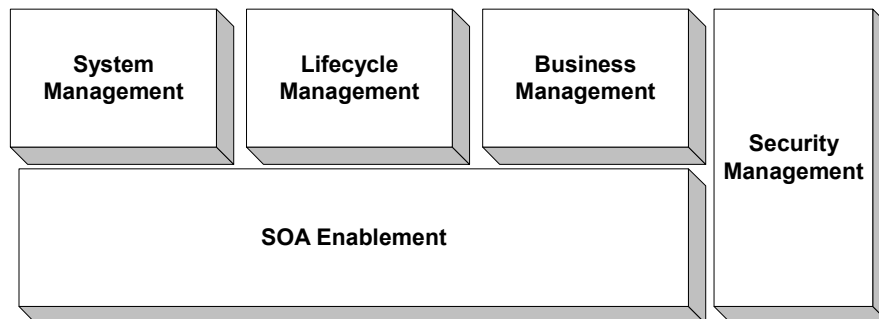 System
Management
Lifecycle
Management
Business
Management
Security
Management
SOA Enablement